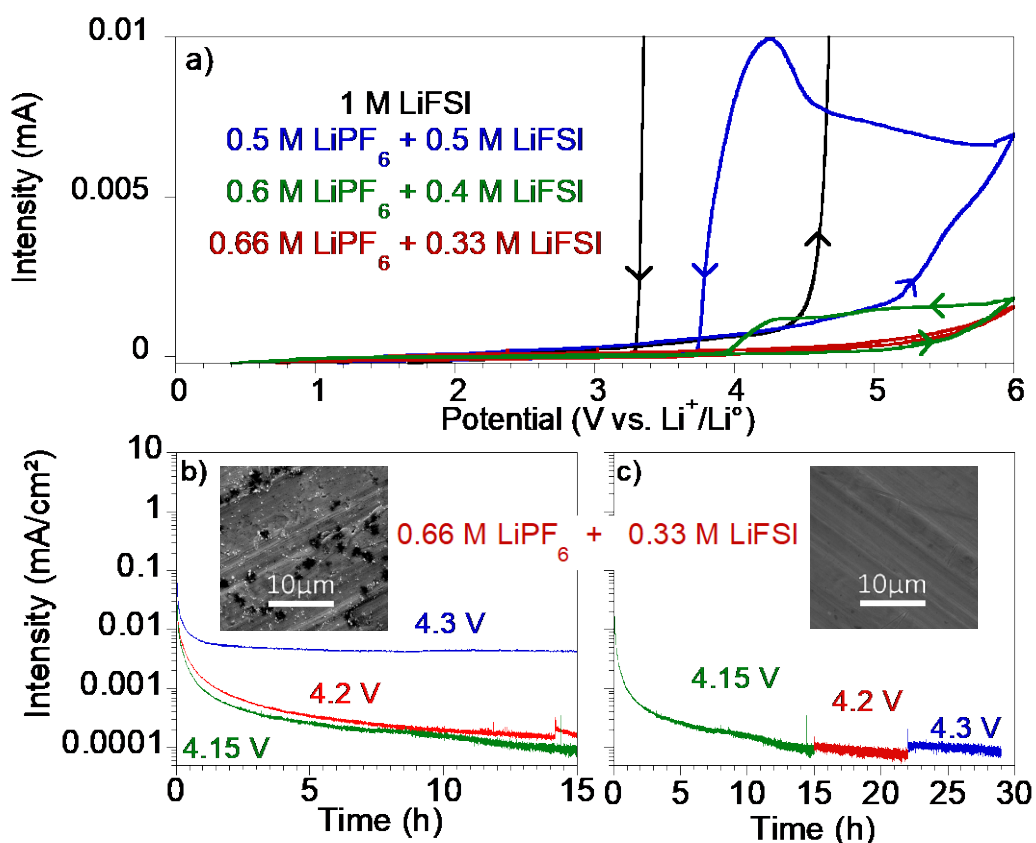 0.01
a)
1 M LiFSI
0.5 M LiPF₆ + 0.5 M LiFSI
0.6 M LiPF₆ + 0.4 M LiFSI
0.66 M LiPF₆ + 0.33 M LiFSI
0.005
0
Intensity (mA)
0 1 2 3 4 5 6
Potential (V vs. Li⁺/Li°)
10
1
0.1
0.01
0.001
0.0001
Intensity (mA/cm²)
b)
10µm
0.66 M LiPF₆ + 0.33 M LiFSI
4.3 V
4.2 V
4.15 V
0 5 10 15
Time (h)
c)
10µm
4.15 V
4.2 V
4.3 V
0 5 10 15 20 25 30
Time (h)